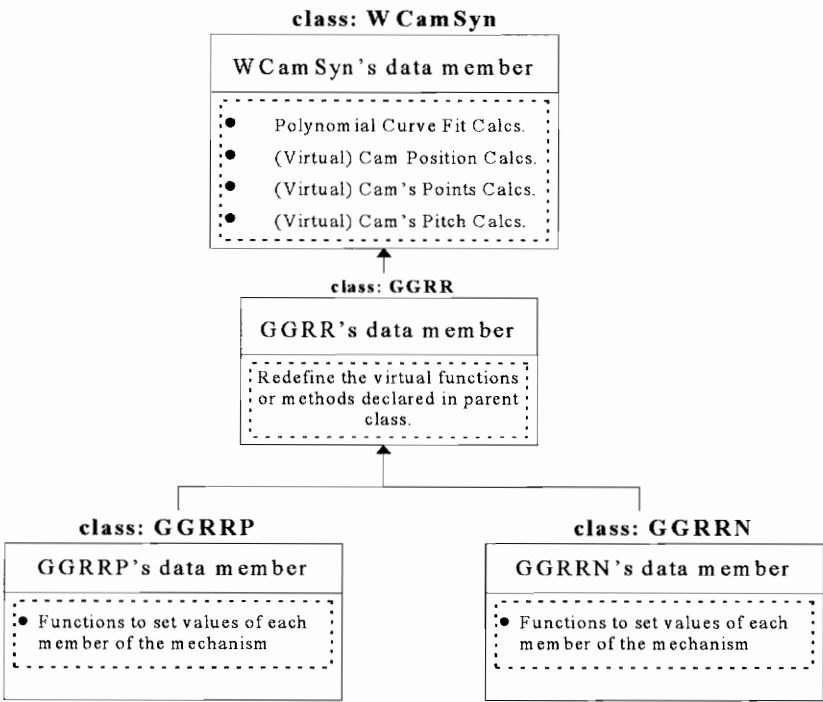 class: WCamSyn
WCamSyn's data member
● Polynomial Curve Fit Calcs.
● (Virtual) Cam Position Calcs.
● (Virtual) Cam's Points Calcs.
● (Virtual) Cam's Pitch Calcs.
class: GGRR
GGRR's data member
Redefine the virtual functions
or methods declared in parent
class.
class: GGRRP
GGRRP's data member
● Functions to set values of each
member of the mechanism
class: GGRRN
GGRRN's data member
● Functions to set values of each
member of the mechanism